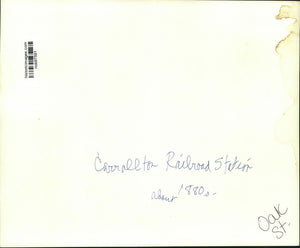 Carrollton Railroad Station
about 1880s
Oak
St.